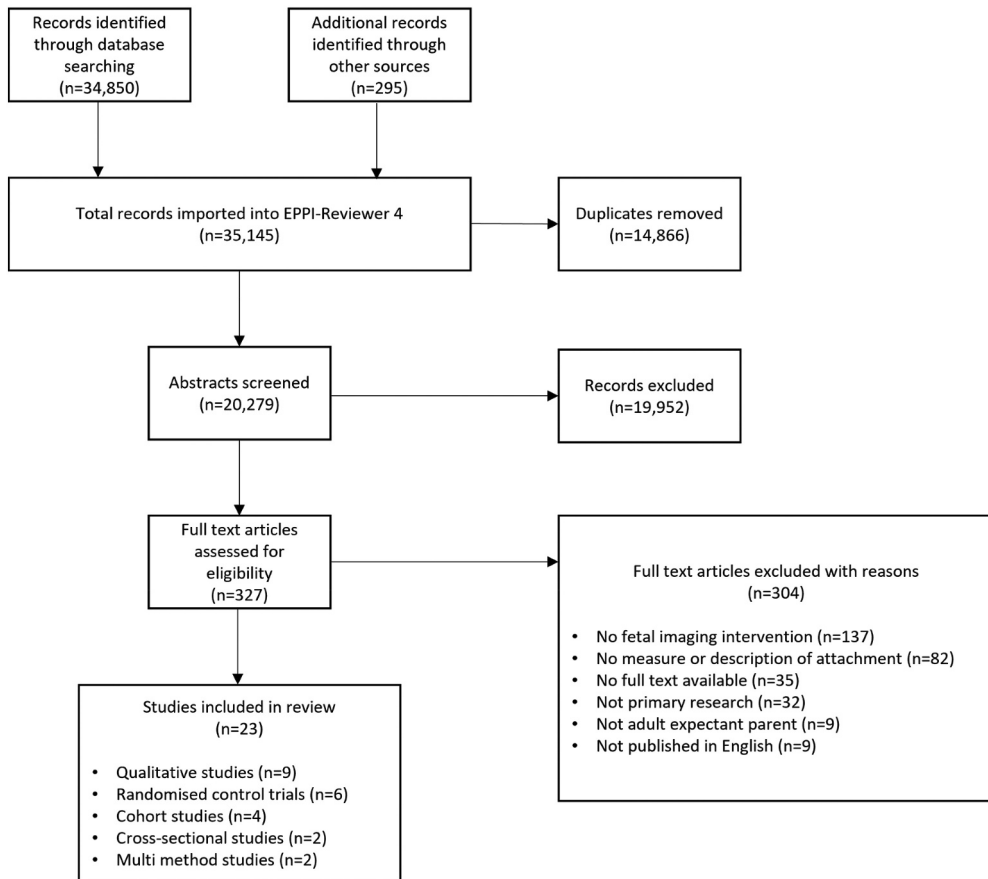 Records identified
through database
searching
(n=34,850)
Additional records
identified through
other sources
(n=295)
Total records imported into EPPI-Reviewer 4
(n=35,145)
Duplicates removed
(n=14,866)
Abstracts screened
(n=20,279)
Records excluded
(n=19,952)
Full text articles
assessed for
eligibility
(n=327)
Full text articles excluded with reasons
(n=304)
• No fetal imaging intervention (n=137)
• No measure or description of attachment (n=82)
• No full text available (n=35)
• Not primary research (n=32)
• Not adult expectant parent (n=9)
• Not published in English (n=9)
Studies included in review
(n=23)
• Qualitative studies (n=9)
• Randomised control trials (n=6)
• Cohort studies (n=4)
• Cross-sectional studies (n=2)
• Multi method studies (n=2)